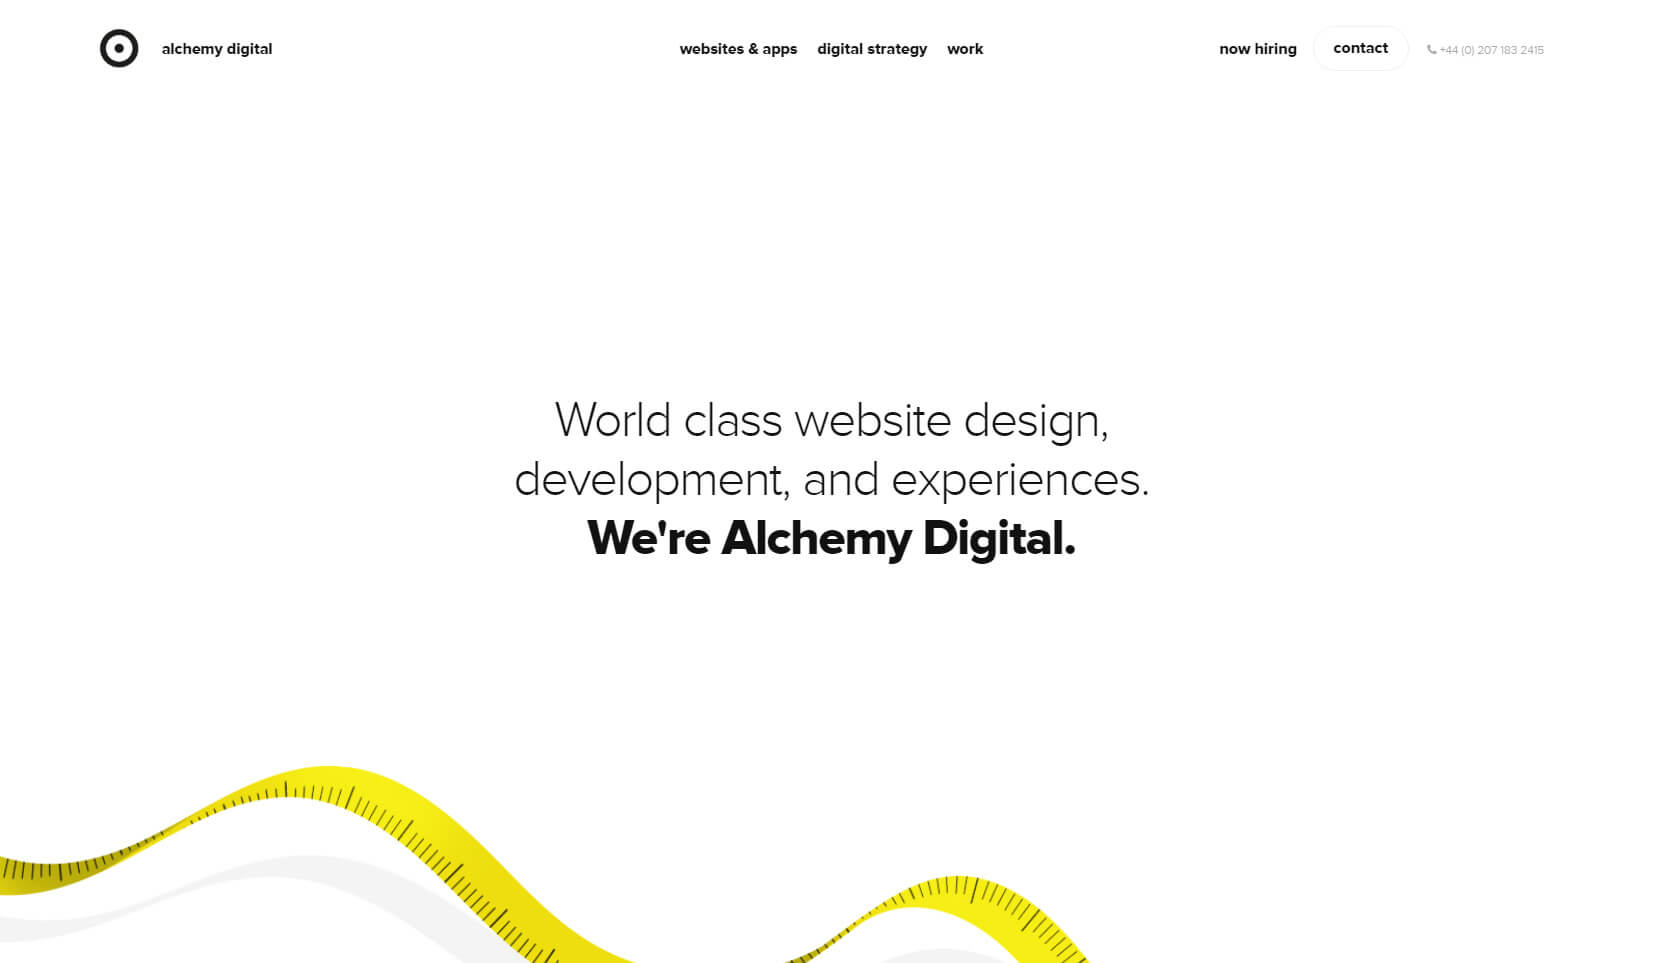 alchemy digital
websites & apps digital strategy work
now hiring contact +44 (0) 207 183 2415
World class website design,
development, and experiences.
We're Alchemy Digital.